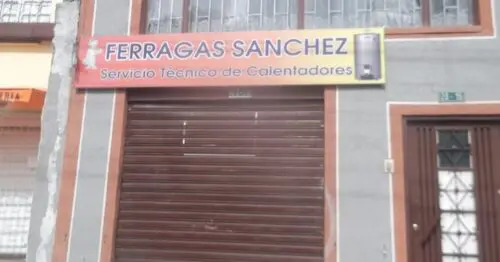 FERRAGAS SANCHEZ
Servicio Técnico de Calentadores